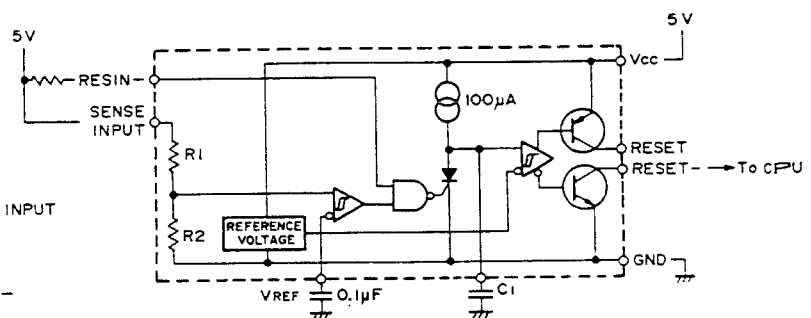 5V
5V
RESIN-
Vcc
SENSE
INPUT
100μA
R1
RESET
RESET- → To CPU
INPUT
R2
REFERENCE
VOLTAGE
GND
VREF
0.1μF
C1